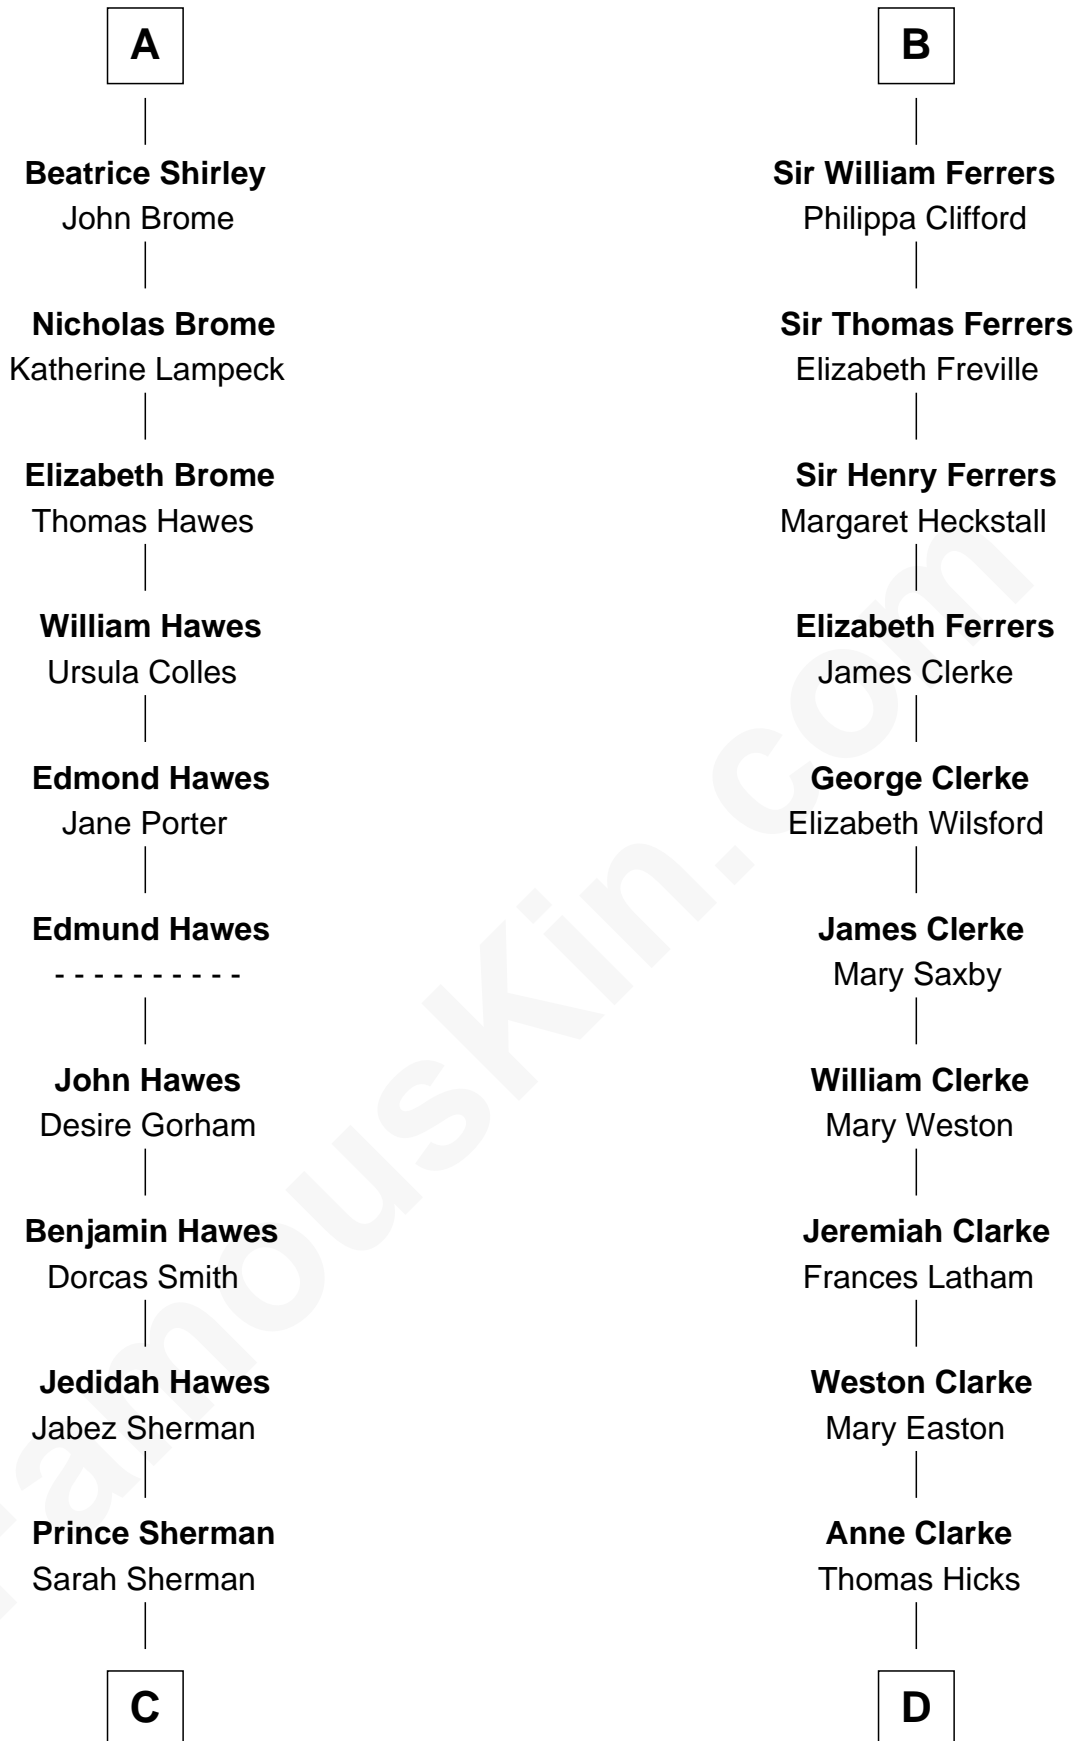 A
Beatrice Shirley
John Brome
Nicholas Brome
Katherine Lampeck
Elizabeth Brome
Thomas Hawes
William Hawes
Ursula Colles
Edmond Hawes
Jane Porter
Edmund Hawes
- - - - - - - - - -
John Hawes
Desire Gorham
Benjamin Hawes
Dorcas Smith
Jedidah Hawes
Jabez Sherman
Prince Sherman
Sarah Sherman
C
B
Sir William Ferrers
Philippa Clifford
Sir Thomas Ferrers
Elizabeth Freville
Sir Henry Ferrers
Margaret Heckstall
Elizabeth Ferrers
James Clerke
George Clerke
Elizabeth Wilsford
James Clerke
Mary Saxby
William Clerke
Mary Weston
Jeremiah Clarke
Frances Latham
Weston Clarke
Mary Easton
Anne Clarke
Thomas Hicks
D
FamousKin.com